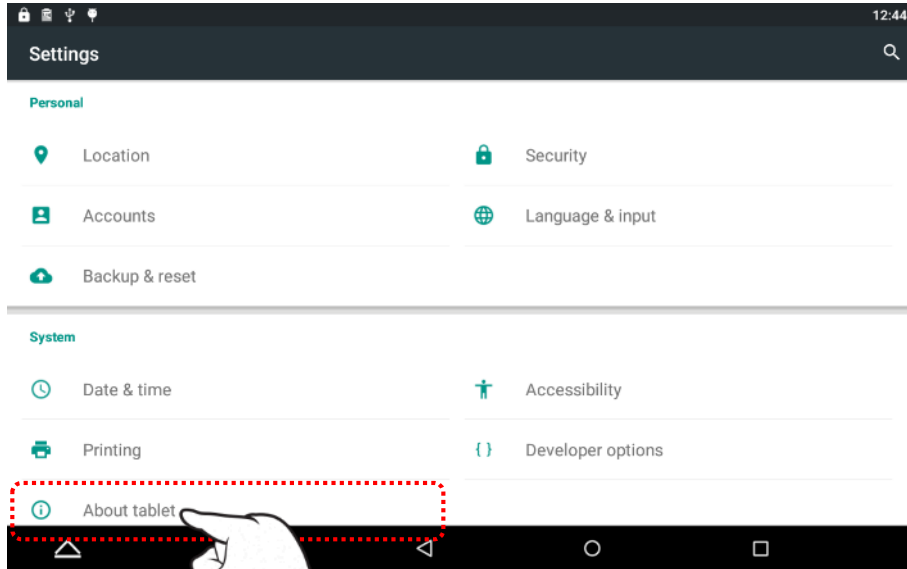 12:44
Settings
Personal
Location
Security
Accounts
Language & input
Backup & reset
System
Date & time
Accessibility
Printing
{ } Developer options
About tablet